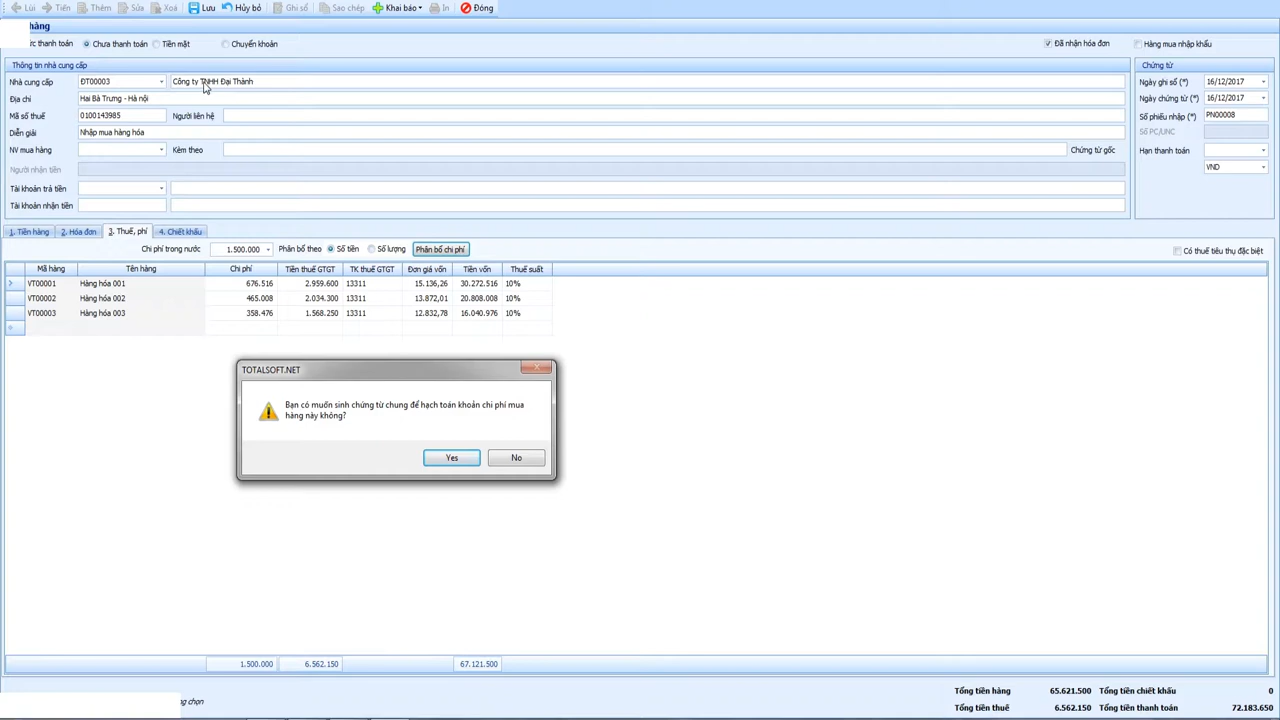 Lùi Tiến Thêm Sửa Xoá Lưu Hủy bỏ Ghi sổ Sao chép Khai báo In Đóng
hàng
ức thanh toán Chưa thanh toán Tiền mặt Chuyển khoản Đã nhận hóa đơn Hàng mua nhập khẩu
Thông tin nhà cung cấp Chứng từ
Nhà cung cấp ĐT00003 Công ty TNHH Đại Thành Ngày ghi sổ (*) 16/12/2017
Địa chỉ Hai Bà Trưng - Hà nội Ngày chứng từ (*) 16/12/2017
Mã số thuế 0100143985 Người liên hệ Số phiếu nhập (*) PN00008
Diễn giải Nhập mua hàng hóa Số PC/UNC
NV mua hàng Kèm theo Chứng từ gốc Hạn thanh toán
Người nhận tiền VND
Tài khoản trả tiền
Tài khoản nhận tiền
1. Tiền hàng 2. Hóa đơn 3. Thuế, phí 4. Chiết khấu
Chi phí trong nước 1.500.000 Phân bổ theo Số tiền Số lượng Phân bổ chi phí Có thuế tiêu thụ đặc biệt
Mã hàng Tên hàng Chi phí Tiền thuế GTGT TK thuế GTGT Đơn giá vốn Tiền vốn Thuế suất
VT00001 Hàng hóa 001 676.516 2.959.600 13311 15.136,26 30.272.516 10%
VT00002 Hàng hóa 002 465.008 2.034.300 13311 13.872,01 20.808.008 10%
VT00003 Hàng hóa 003 358.476 1.568.250 13311 12.832,78 16.040.976 10%
TOTALSOFT.NET
Bạn có muốn sinh chứng từ chung để hạch toán khoản chi phí mua
hàng này không?
Yes No
1.500.000 6.562.150 67.121.500
Tổng tiền hàng 65.621.500 Tổng tiền chiết khấu 0
ng chọn Tổng tiền thuế 6.562.150 Tổng tiền thanh toán 72.183.650